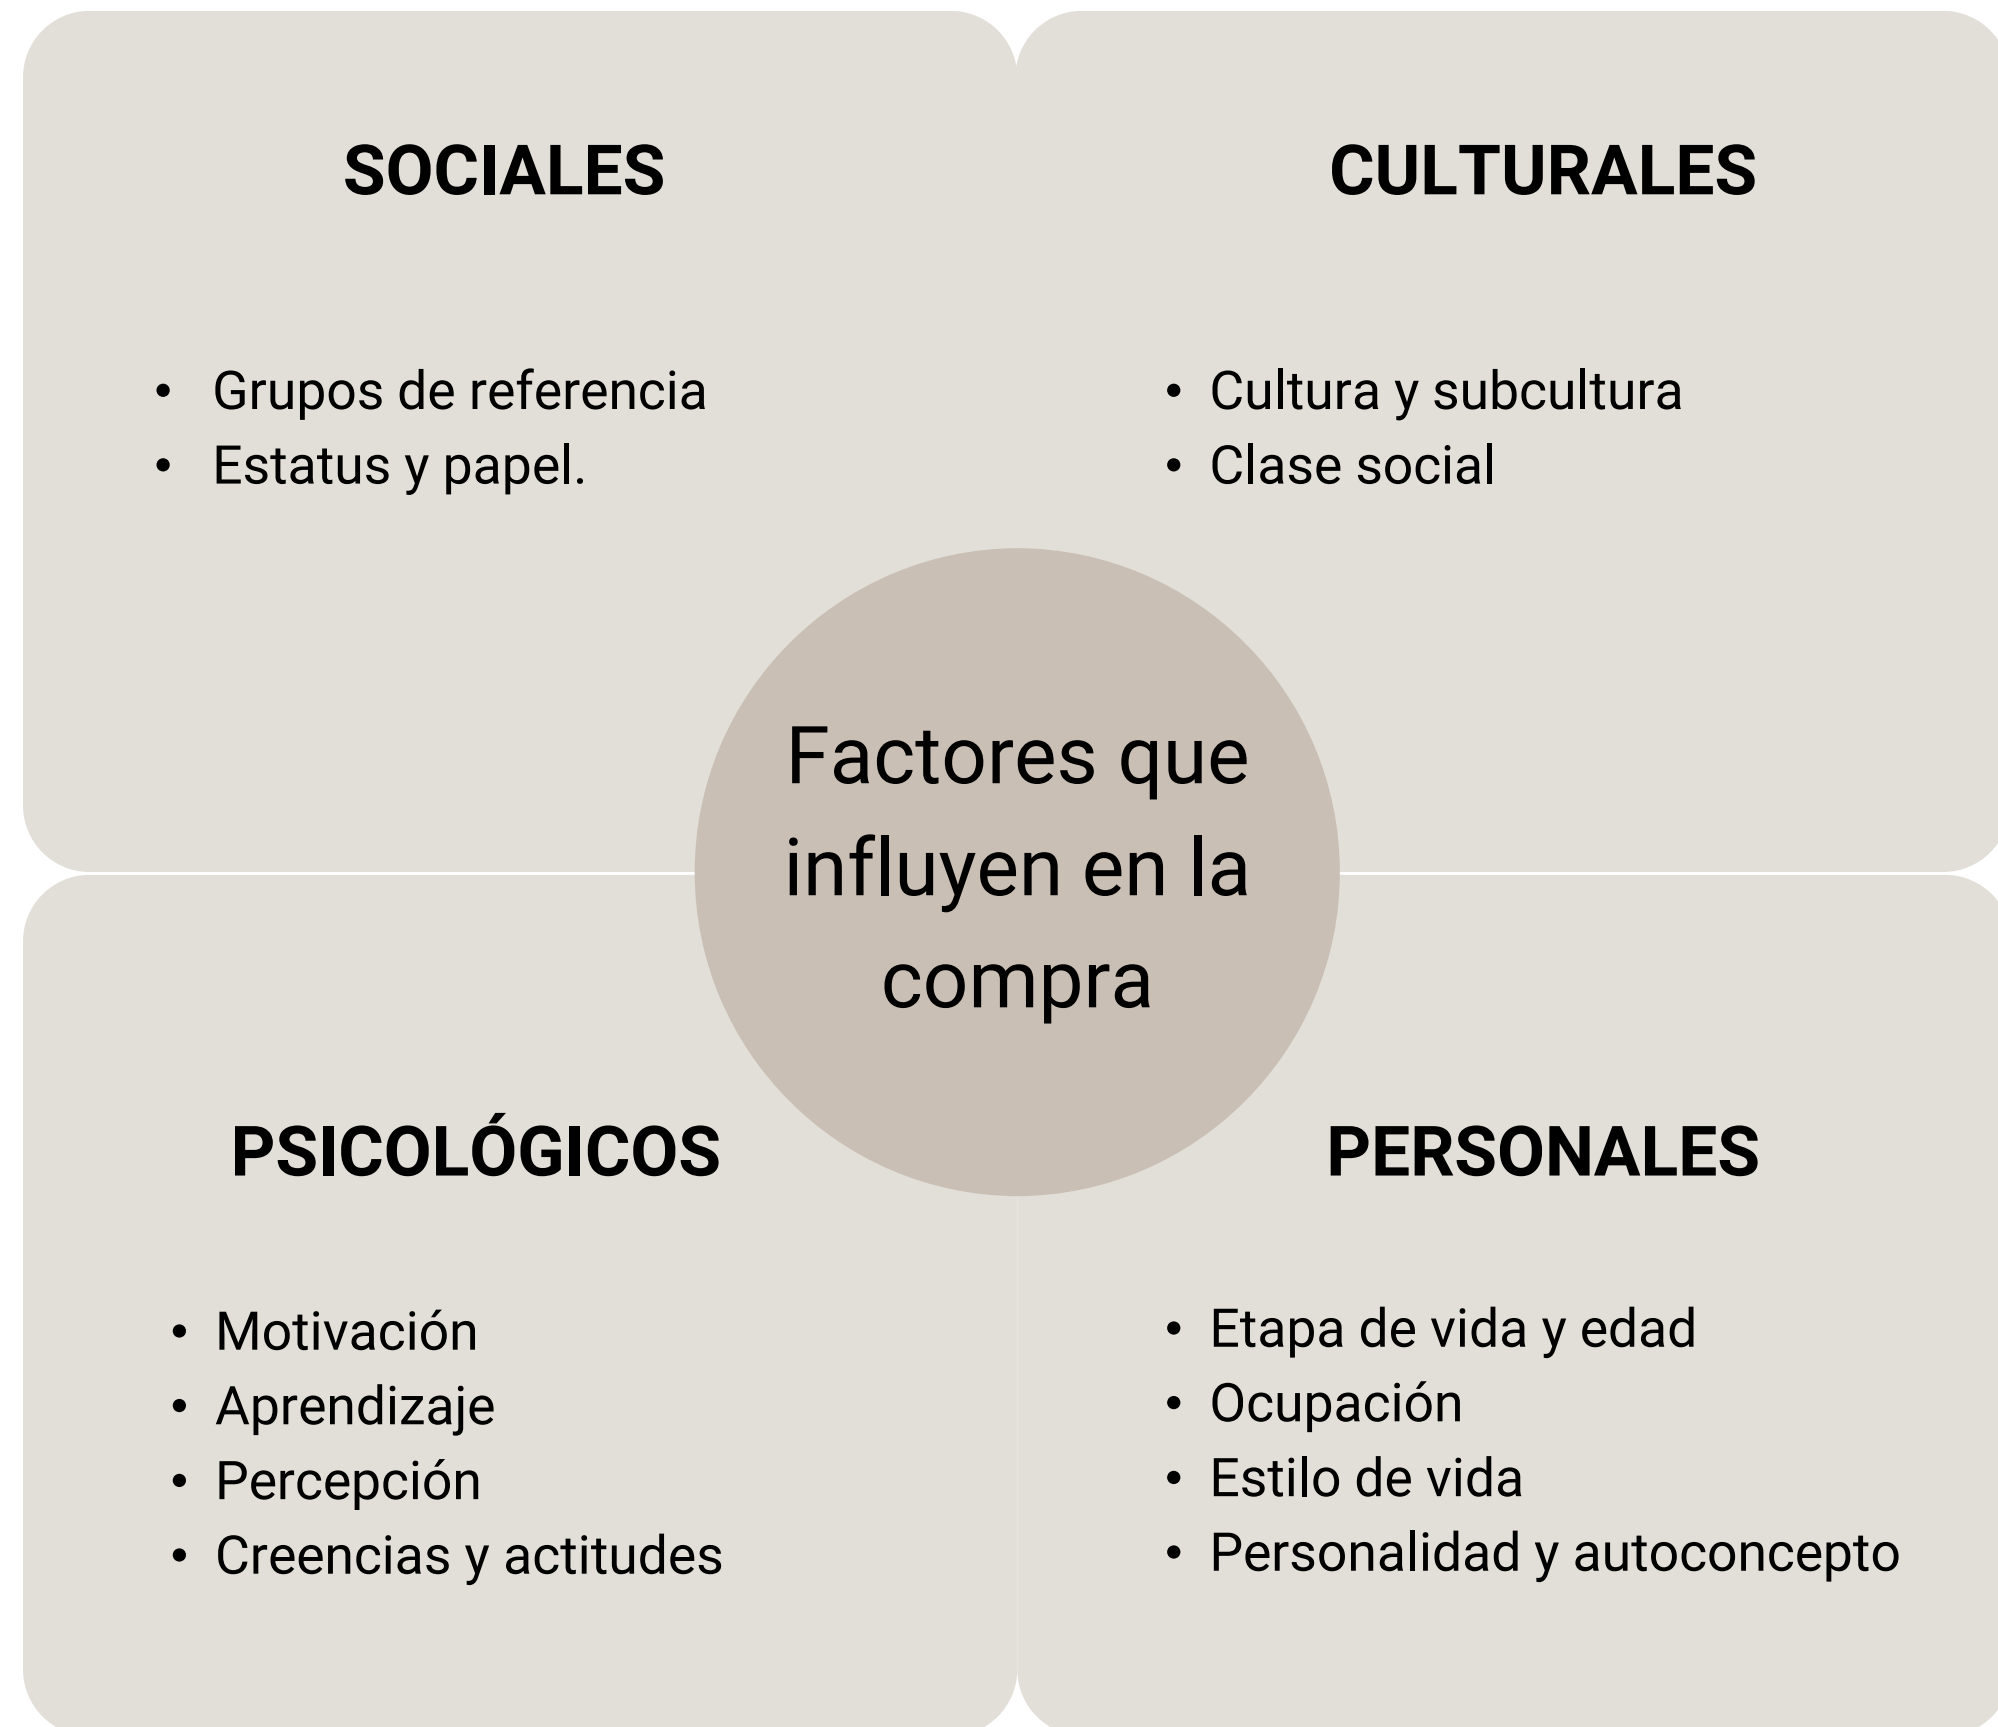 SOCIALES
• Grupos de referencia
• Estatus y papel.
CULTURALES
• Cultura y subcultura
• Clase social
Factores que
influyen en la
compra
PSICOLÓGICOS
• Motivación
• Aprendizaje
• Percepción
• Creencias y actitudes
PERSONALES
• Etapa de vida y edad
• Ocupación
• Estilo de vida
• Personalidad y autoconcepto